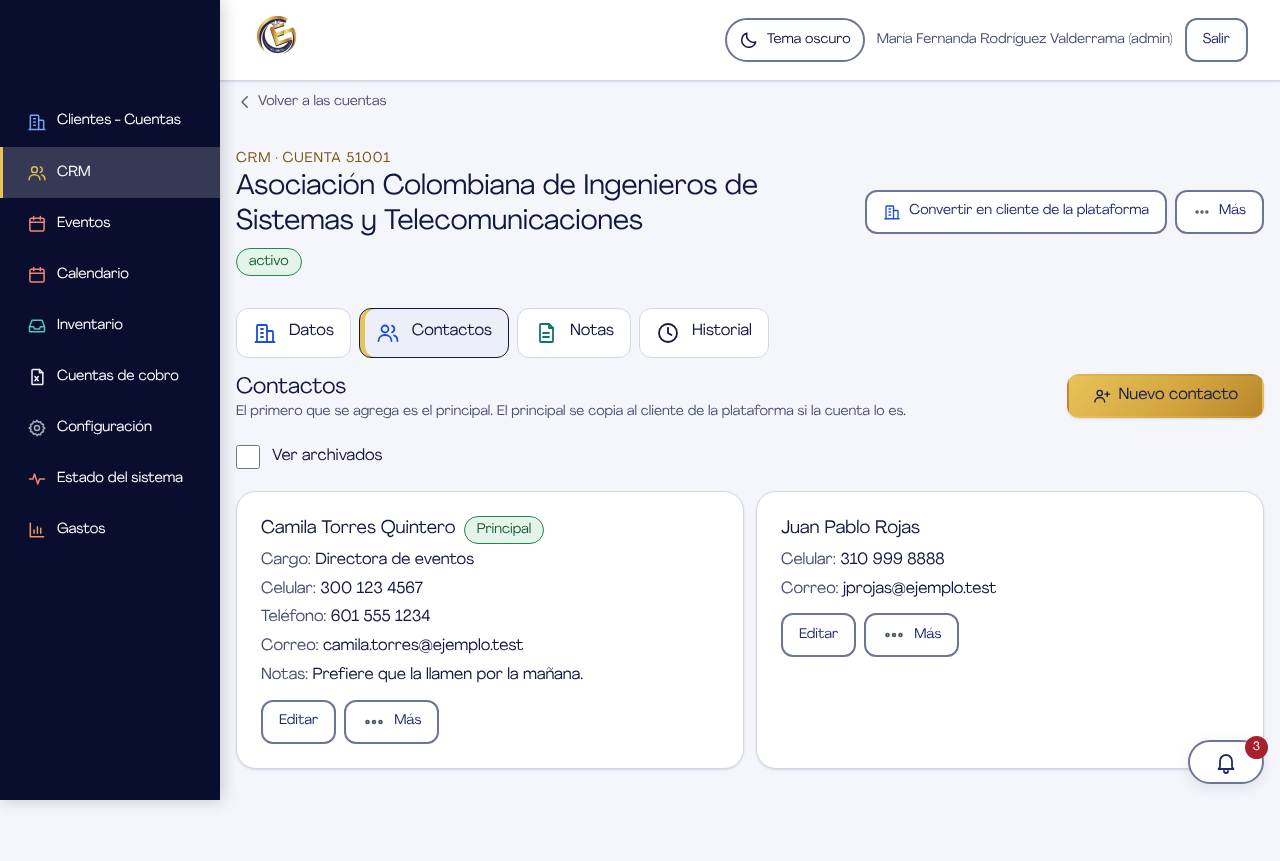 Tema oscuro
María Fernanda Rodríguez Valderrama (admin)
Salir
Clientes - Cuentas
CRM
Eventos
Calendario
Inventario
Cuentas de cobro
Configuración
Estado del sistema
Gastos
Volver a las cuentas
CRM · CUENTA 51001
Asociación Colombiana de Ingenieros de
Sistemas y Telecomunicaciones
activo
Convertir en cliente de la plataforma
Más
Datos
Contactos
Notas
Historial
Contactos
El primero que se agrega es el principal. El principal se copia al cliente de la plataforma si la cuenta lo es.
Nuevo contacto
Ver archivados
Camila Torres Quintero Principal
Cargo: Directora de eventos
Celular: 300 123 4567
Teléfono: 601 555 1234
Correo: camila.torres@ejemplo.test
Notas: Prefiere que la llamen por la mañana.
Editar
Más
Juan Pablo Rojas
Celular: 310 999 8888
Correo: jprojas@ejemplo.test
Editar
Más
3